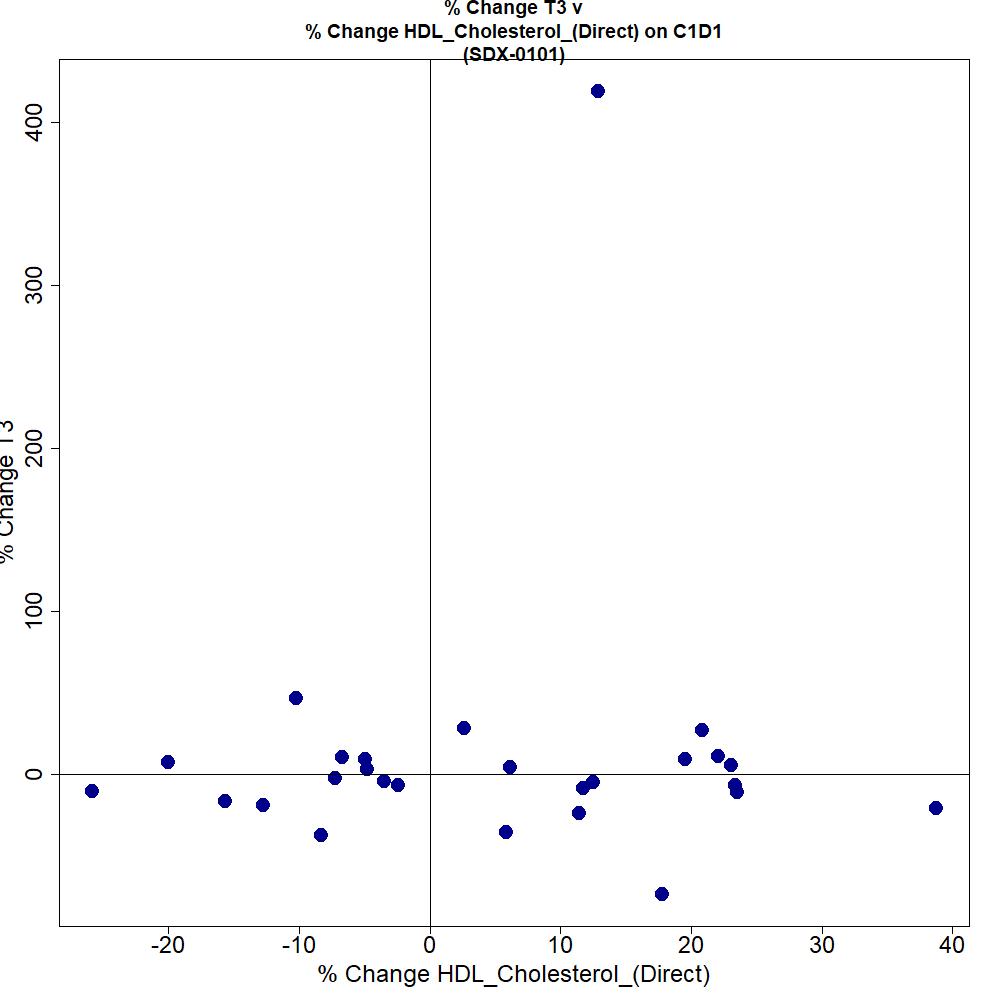 % Change T3 v
% Change HDL_Cholesterol_(Direct) on C1D1
(SDX-0101)
400
300
200
100
0
% Change T3
-20
-10
0
10
20
30
40
% Change HDL_Cholesterol_(Direct)